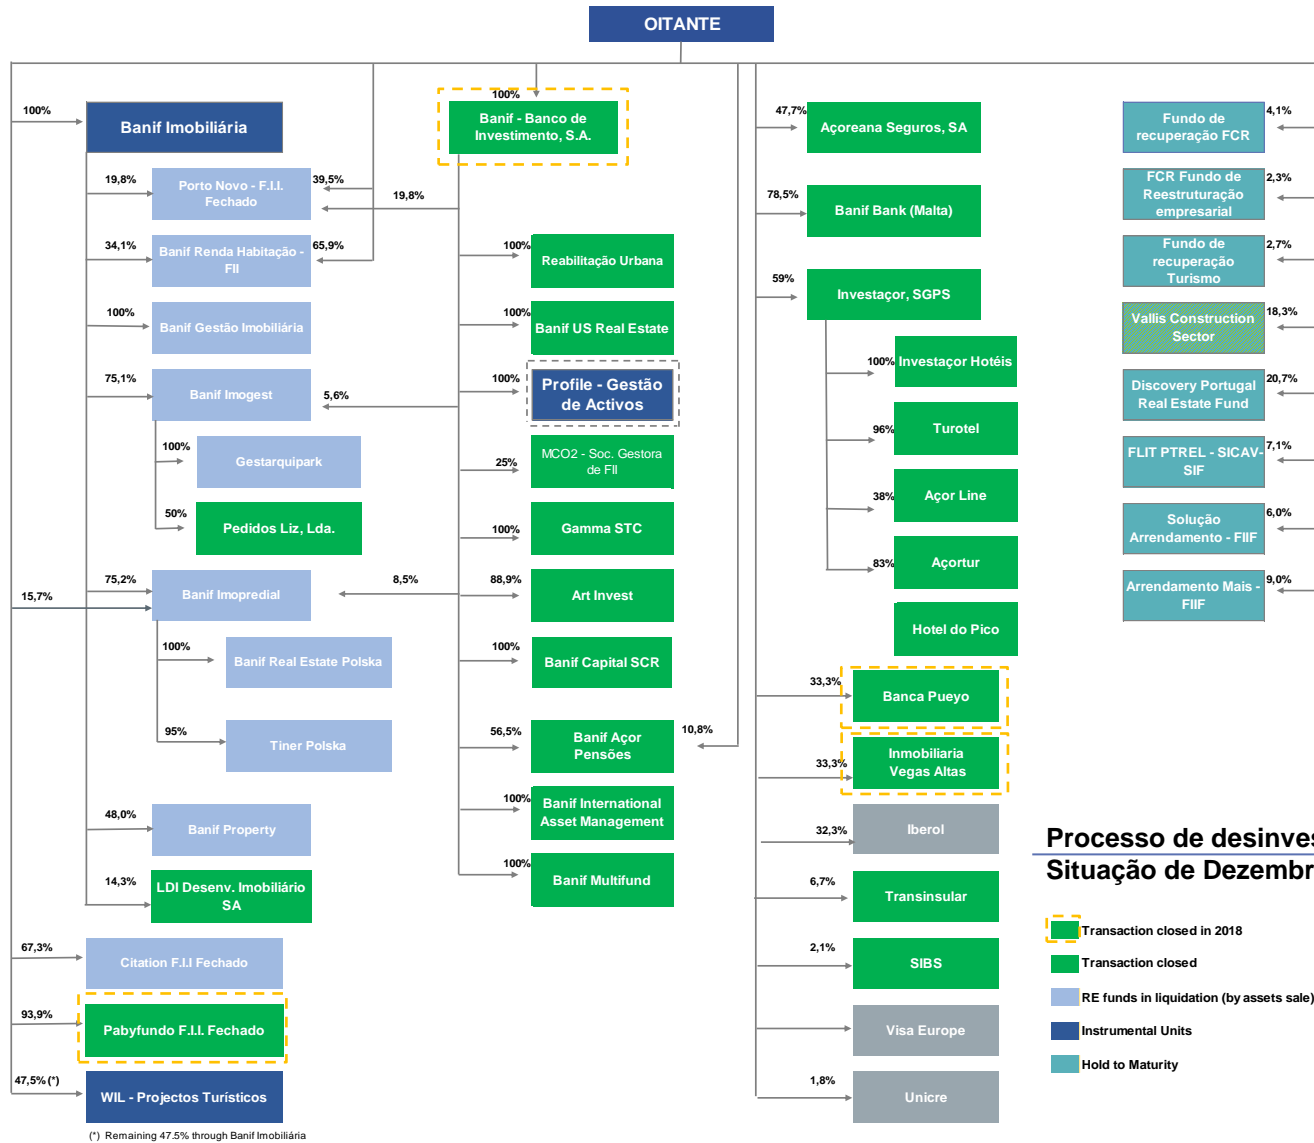 OITANTE
100%
Banif Imobiliária
19,8%
Porto Novo - F.I.I.
Fechado
39,5%
34,1%
Banif Renda Habitação -
FII
65,9%
100%
Banif Gestão Imobiliária
75,1%
Banif Imogest
5,6%
100%
Gestarquipark
50%
Pedidos Liz, Lda.
75,2%
15,7%
Banif Imopredial
8,5%
100%
Banif Real Estate Polska
95%
Tiner Polska
48,0%
Banif Property
14,3%
LDI Desenv. Imobiliário
SA
67,3%
Citation F.I.I Fechado
93,9%
Pabyfundo F.I.I. Fechado
47,5% (*)
WIL - Projectos Turísticos
(*) Remaining 47.5% through Banif Imobiliária
100%
Banif - Banco de
Investimento, S.A.
19,8%
100%
Reabilitação Urbana
100%
Banif US Real Estate
100%
Profile - Gestão
de Activos
25%
MCO2 - Soc. Gestora
de FII
100%
Gamma STC
88,9%
Art Invest
100%
Banif Capital SCR
56,5%
Banif Açor
Pensões
10,8%
100%
Banif International
Asset Management
100%
Banif Multifund
47,7%
Açoreana Seguros, SA
78,5%
Banif Bank (Malta)
59%
Investaçor, SGPS
100%
Investaçor Hotéis
96%
Turotel
38%
Açor Line
83%
Açortur
Hotel do Pico
33,3%
Banca Pueyo
33,3%
Inmobiliaria
Vegas Altas
32,3%
Iberol
6,7%
Transinsular
2,1%
SIBS
Visa Europe
1,8%
Unicre
Fundo de
recuperação FCR
4,1%
FCR Fundo de
Reestruturação
empresarial
2,3%
Fundo de
recuperação
Turismo
2,7%
Vallis Construction
Sector
18,3%
Discovery Portugal
Real Estate Fund
20,7%
FLIT PTREL - SICAV-
SIF
7,1%
Solução
Arrendamento - FIIF
6,0%
Arrendamento Mais -
FIIF
9,0%
Processo de desinves
Situação de Dezembr
Transaction closed in 2018
Transaction closed
RE funds in liquidation (by assets sale)
Instrumental Units
Hold to Maturity